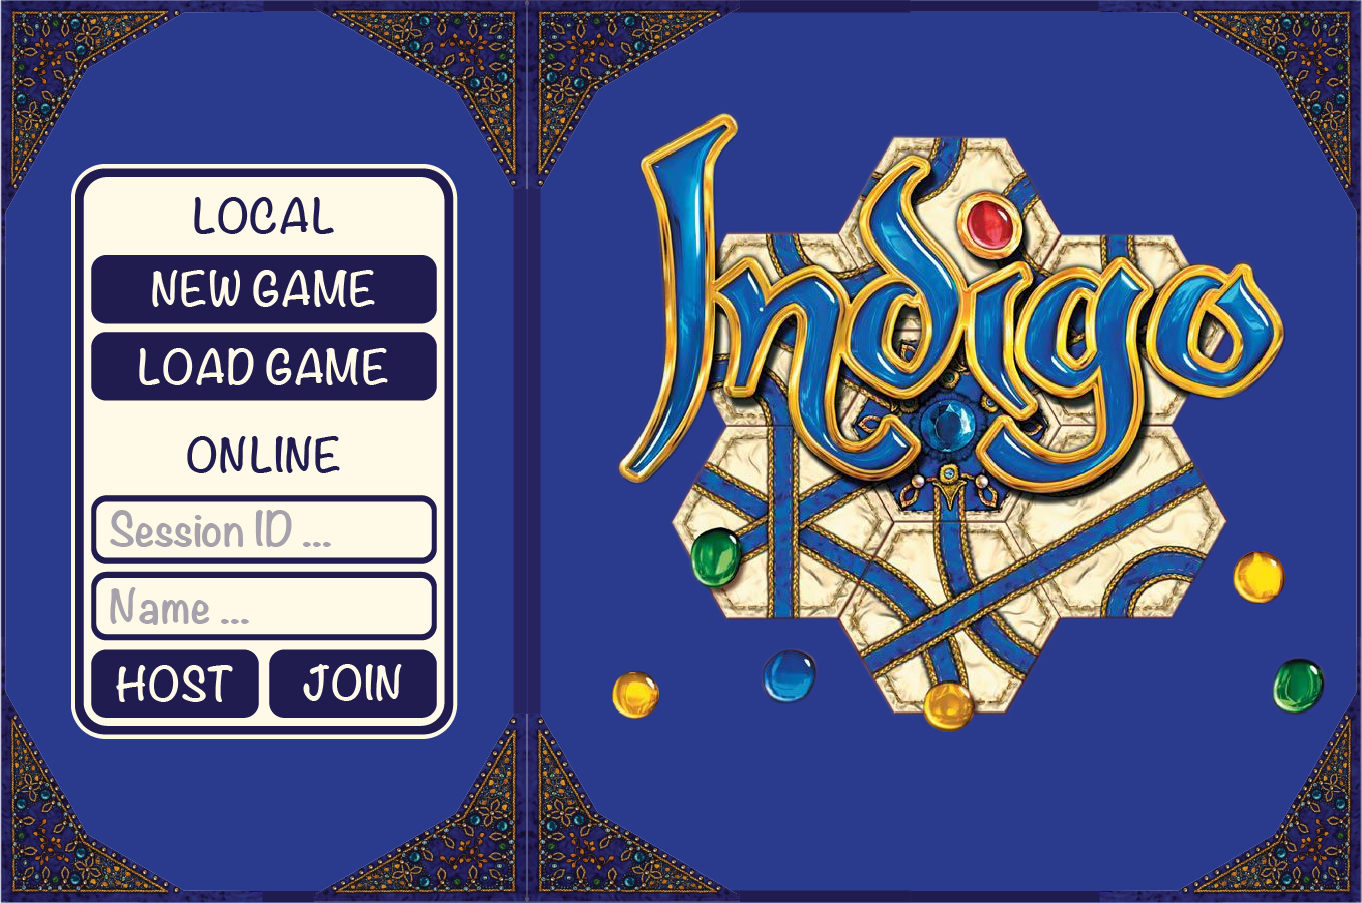 LOCAL
NEW GAME
LOAD GAME
ONLINE
Session ID ...
Name ...
HOST
JOIN
Indigo